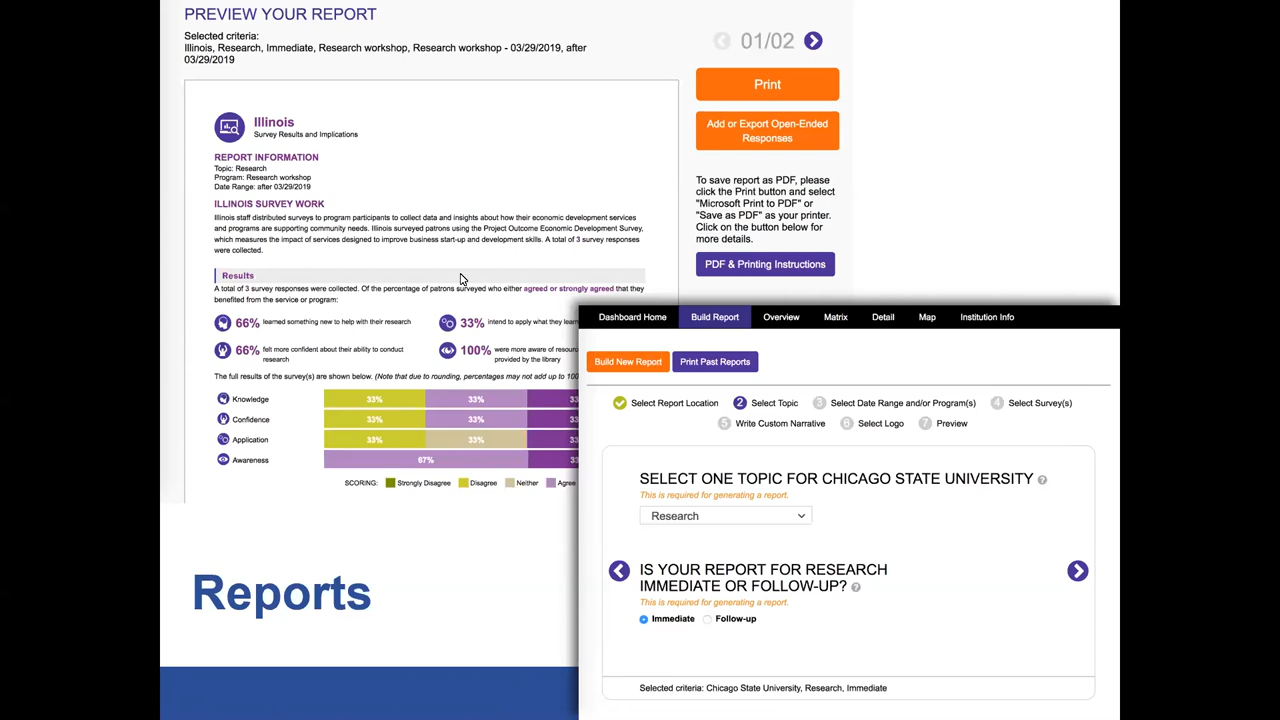 PREVIEW YOUR REPORT
Selected criteria:
Illinois, Research, Immediate, Research workshop, Research workshop - 03/29/2019, after
03/29/2019
01/02
Print
Add or Export Open-Ended
Responses
To save report as PDF, please
click the Print button and select
"Microsoft Print to PDF" or
"Save as PDF" as your printer.
Click on the button below for
more details.
PDF & Printing Instructions
Illinois
Survey Results and Implications
REPORT INFORMATION
Topic: Research
Program: Research workshop
Date Range: after 03/29/2019
ILLINOIS SURVEY WORK
Illinois staff distributed surveys to program participants to collect data and insights about how their economic development services
and programs are supporting community needs. Illinois surveyed patrons using the Project Outcome Economic Development Survey,
which measures the impact of services designed to improve business start-up and development skills. A total of 3 survey responses
were collected.
Results
A total of 3 survey responses were collected. Of the percentage of patrons surveyed who either agreed or strongly agreed that they
benefited from the service or program:
66% learned something new to help with their research
33% intend to apply what they
66% felt more confident about their ability to conduct
research
100% were more aware of
provided by the library
The full results of the survey(s) are shown below. (Note that due to rounding, percentages may not add up to
Knowledge 33% 33%
Confidence 33% 33%
Application 33% 33%
Awareness 67%
SCORING: Strongly Disagree Disagree Neither Agree
Reports
Dashboard Home Build Report Overview Matrix Detail Map Institution Info
Build New Report Print Past Reports
Select Report Location 2 Select Topic 3 Select Date Range and/or Program(s) 4 Select Survey(s)
5 Write Custom Narrative 6 Select Logo 7 Preview
SELECT ONE TOPIC FOR CHICAGO STATE UNIVERSITY ?
This is required for generating a report.
Research
IS YOUR REPORT FOR RESEARCH
IMMEDIATE OR FOLLOW-UP? ?
This is required for generating a report.
Immediate Follow-up
Selected criteria: Chicago State University, Research, Immediate